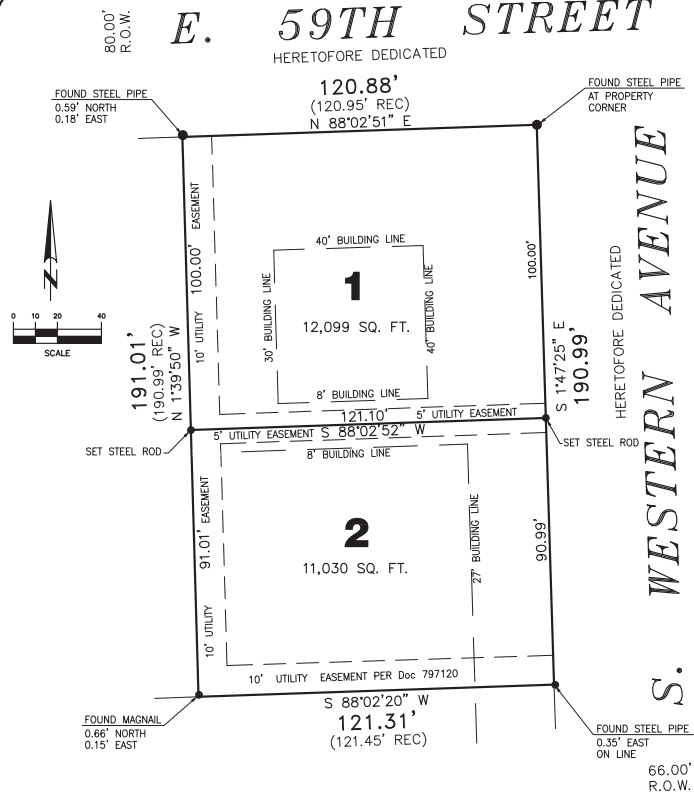 80.00'
R.O.W.
E. 59TH STREET
HERETOFORE DEDICATED
120.88'
(120.95' REC)
N 88°02'51" E
FOUND STEEL PIPE
0.59' NORTH
0.18' EAST
FOUND STEEL PIPE
AT PROPERTY
CORNER
N
0 10 20 40
SCALE
191.01'
(190.99' REC)
N 1°39'50" W
10' UTILITY EASEMENT
100.00'
40' BUILDING LINE
30' BUILDING LINE
1
12,099 SQ. FT.
40' BUILDING LINE
8' BUILDING LINE
100.00'
S 1°47'25" E
190.99'
HERETOFORE DEDICATED
S. WESTERN AVENUE
121.10'
5' UTILITY EASEMENT
5' UTILITY EASEMENT
S 88°02'52" W
SET STEEL ROD
SET STEEL ROD
8' BUILDING LINE
10' UTILITY EASEMENT
91.01'
2
11,030 SQ. FT.
27' BUILDING LINE
90.99'
10' UTILITY EASEMENT PER Doc 797120
S 88°02'20" W
121.31'
(121.45' REC)
FOUND MAGNAIL
0.66' NORTH
0.15' EAST
FOUND STEEL PIPE
0.35' EAST
ON LINE
66.00'
R.O.W.